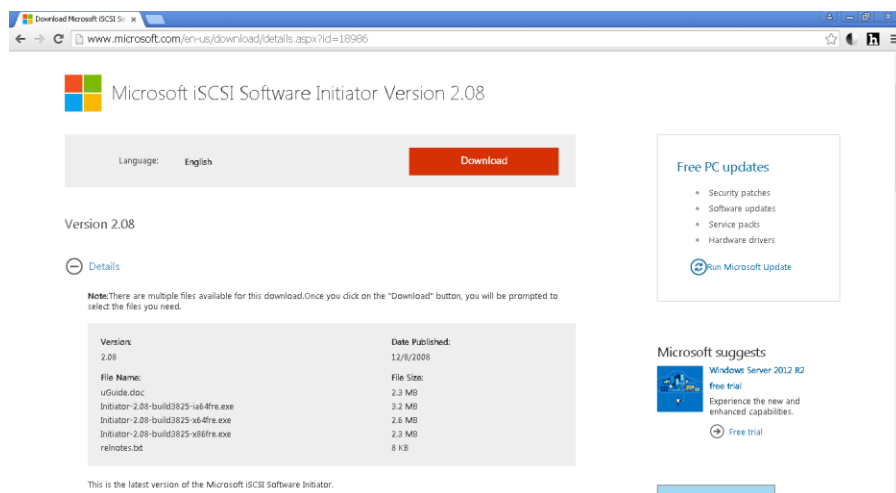 Download Microsoft iSCSI So
www.microsoft.com/en-us/download/details.aspx?id=18986
Microsoft iSCSI Software Initiator Version 2.08
Language: English Download
Version 2.08
Details
Note:There are multiple files available for this download.Once you click on the "Download" button, you will be prompted to
select the files you need.
Version: Date Published:
2.08 12/8/2008
File Name: File Size:
uGuide.doc 2.3 MB
Initiator-2.08-build3825-ia64fre.exe 3.2 MB
Initiator-2.08-build3825-x64fre.exe 2.6 MB
Initiator-2.08-build3825-x86fre.exe 2.3 MB
relnotes.txt 8 KB
This is the latest version of the Microsoft iSCSI Software Initiator.
Free PC updates
Security patches
Software updates
Service packs
Hardware drivers
Run Microsoft Update
Microsoft suggests
Windows Server 2012 R2
free trial
Experience the new and
enhanced capabilities.
Free trial